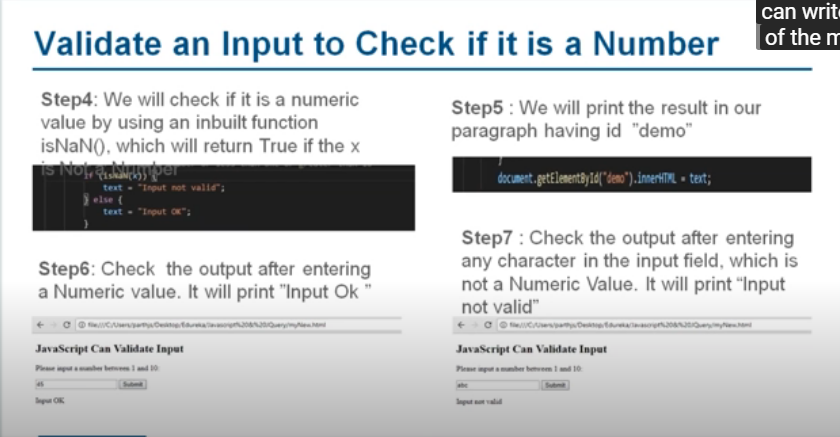 can write
of the m
Validate an Input to Check if it is a Number
Step4: We will check if it is a numeric
value by using an inbuilt function
isNaN(), which will return True if the x
is Not a Number
if (isNaN(x)) {
text = "Input not valid";
} else {
text = "Input OK";
}
Step5 : We will print the result in our
paragraph having id "demo"
}
document.getElementById("demo").innerHTML = text;
Step6: Check the output after entering
a Numeric value. It will print "Input Ok "
JavaScript Can Validate Input
Please input a number between 1 and 10:
Submit
Input OK
Step7 : Check the output after entering
any character in the input field, which is
not a Numeric Value. It will print “Input
not valid”
JavaScript Can Validate Input
Please input a number between 1 and 10:
abc Submit
Input not valid